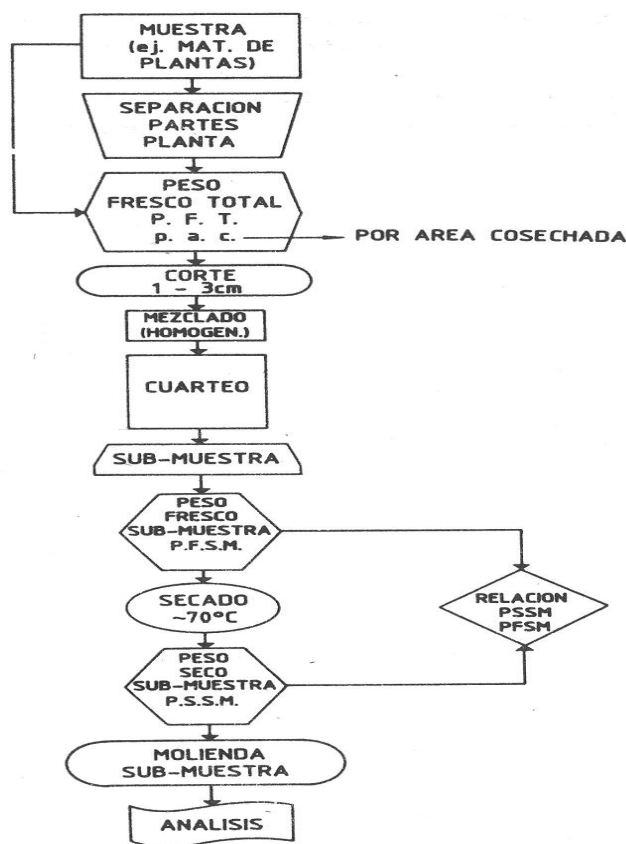 MUESTRA
(ej. MAT. DE
PLANTAS)
SEPARACION
PARTES
PLANTA
PESO
FRESCO TOTAL
P. F. T.
p. a. c.
POR AREA COSECHADA
CORTE
1 - 3cm
MEZCLADO
(HOMOGEN.)
CUARTEO
SUB-MUESTRA
PESO
FRESCO
SUB-MUESTRA
P.F.S.M.
SECADO
~70°C
RELACION
PSSM
PFSM
PESO
SECO
SUB-MUESTRA
P.S.S.M.
MOLIENDA
SUB-MUESTRA
ANALISIS